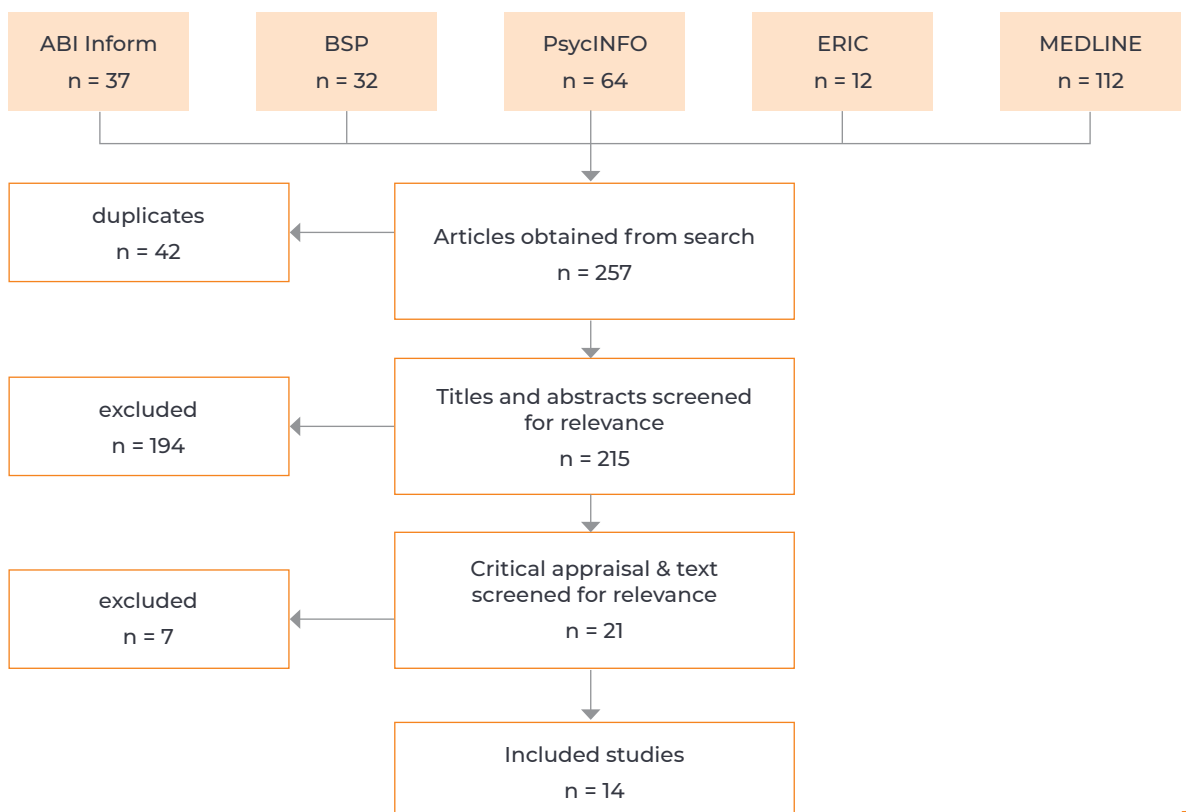 ABI Inform
n = 37
BSP
n = 32
PsycINFO
n = 64
ERIC
n = 12
MEDLINE
n = 112
duplicates
n = 42
Articles obtained from search
n = 257
excluded
n = 194
Titles and abstracts screened
for relevance
n = 215
excluded
n = 7
Critical appraisal & text
screened for relevance
n = 21
Included studies
n = 14